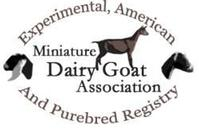 Experimental, American
Miniature
Dairy Goat
Association
And Purebred Registry